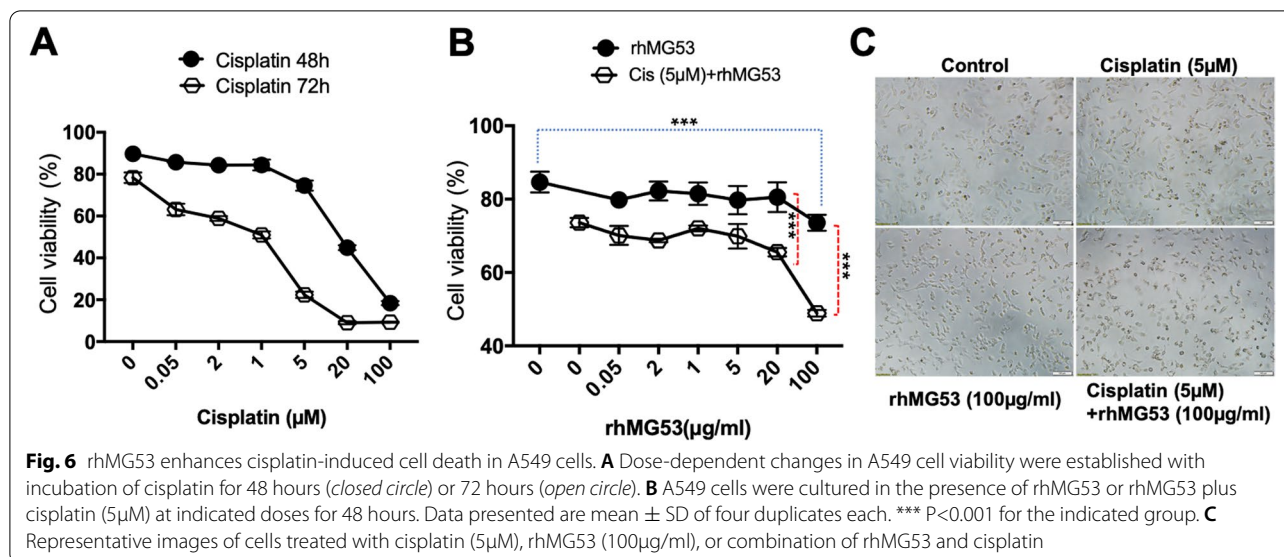 A
Cisplatin 48h
Cisplatin 72h
Cell viability (%)
100
80
60
40
20
0
0
0.05
2
1
5
20
100
Cisplatin (µM)
B
rhMG53
Cis (5µM)+rhMG53
Cell viability (%)
100
80
60
40
***
***
***
0
0
0.05
2
1
5
20
100
rhMG53(µg/ml)
C
Control
Cisplatin (5µM)
rhMG53 (100µg/ml)
Cisplatin (5µM)
+rhMG53 (100µg/ml)
Fig. 6 rhMG53 enhances cisplatin-induced cell death in A549 cells. A Dose-dependent changes in A549 cell viability were established with
incubation of cisplatin for 48 hours (closed circle) or 72 hours (open circle). B A549 cells were cultured in the presence of rhMG53 or rhMG53 plus
cisplatin (5µM) at indicated doses for 48 hours. Data presented are mean ± SD of four duplicates each. *** P<0.001 for the indicated group. C
Representative images of cells treated with cisplatin (5µM), rhMG53 (100µg/ml), or combination of rhMG53 and cisplatin